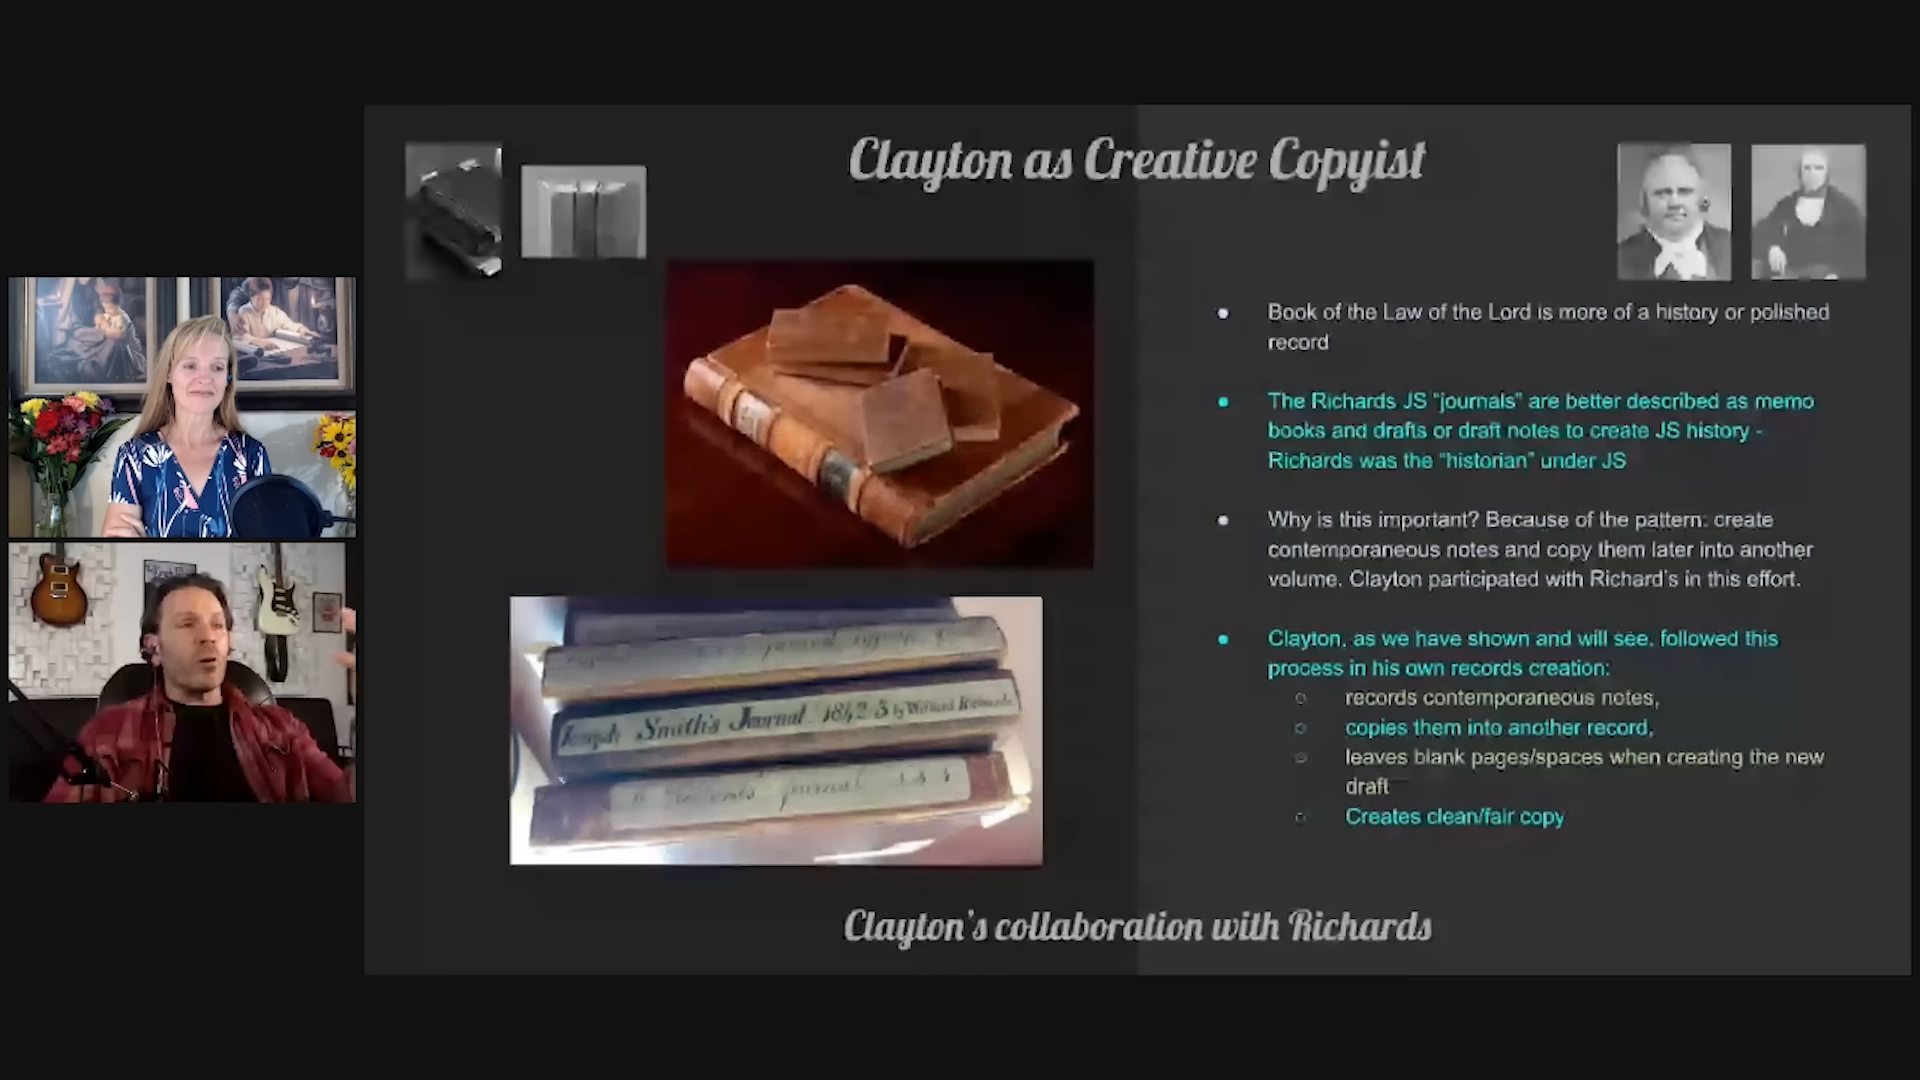 Clayton as Creative Copyist
Book of the Law of the Lord is more of a history or polished
record
The Richards JS "journals" are better described as memo
books and drafts or draft notes to create JS history -
Richards was the "historian" under JS
Why is this important? Because of the pattern: create
contemporaneous notes and copy them later into another
volume. Clayton participated with Richard's in this effort.
Clayton, as we have shown and will see, followed this
process in his own records creation:
records contemporaneous notes,
copies them into another record,
leaves blank pages/spaces when creating the new
draft
Creates clean/fair copy
journal
Joseph Smith's Journal 1842-3 by Willard Richards
journal
Clayton's collaboration with Richards